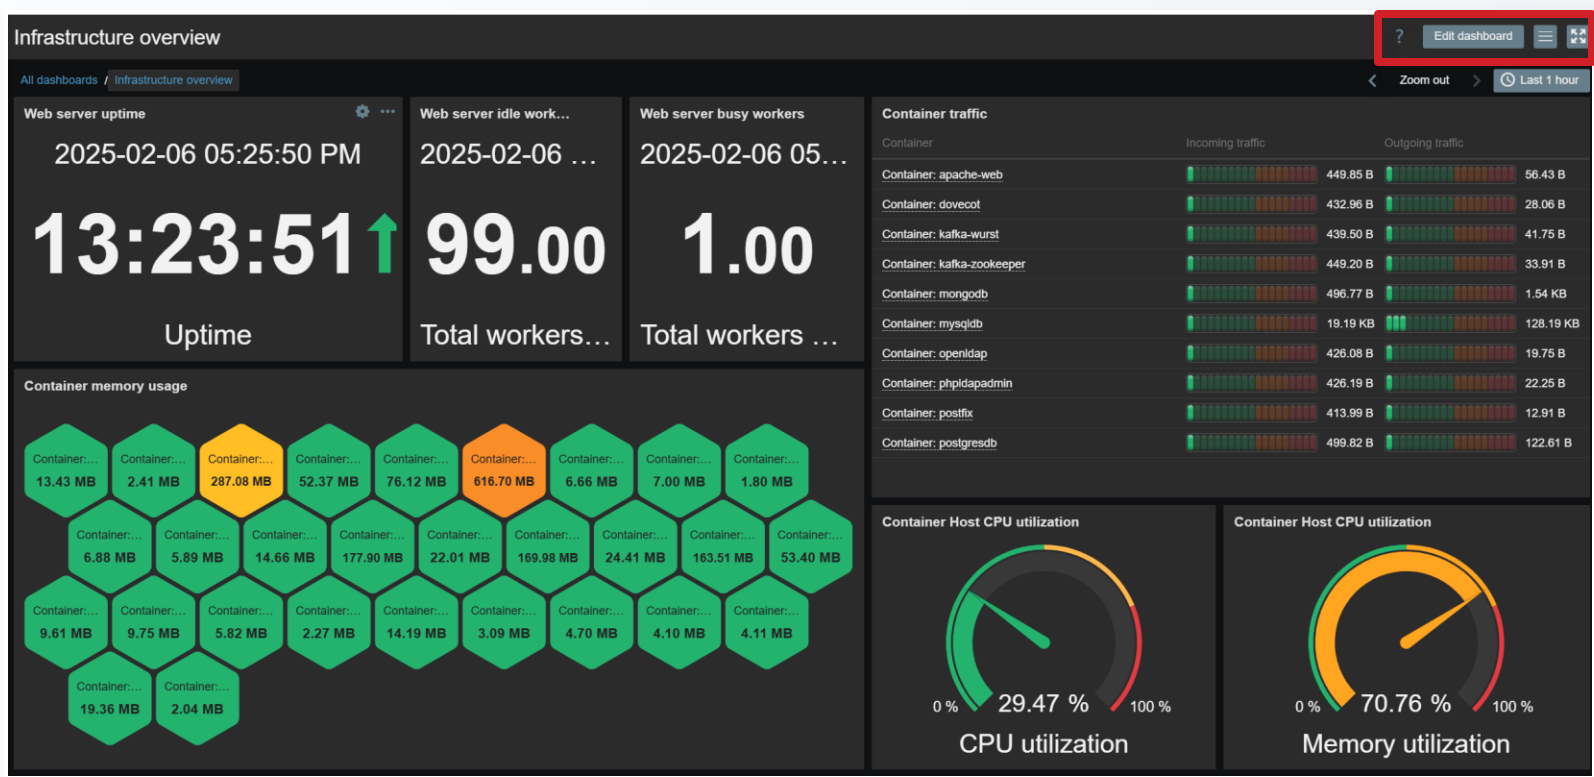 Infrastructure overview
? Edit dashboard
All dashboards / Infrastructure overview
Zoom out Last 1 hour
Web server uptime
2025-02-06 05:25:50 PM
13:23:51
Uptime
Web server idle work…
2025-02-06 …
99.00
Total workers…
Web server busy workers
2025-02-06 05…
1.00
Total workers …
Container traffic
Container Incoming traffic Outgoing traffic
Container: apache-web 449.85 B 56.43 B
Container: dovecot 432.96 B 28.06 B
Container: kafka-wurst 439.50 B 41.75 B
Container: kafka-zookeeper 449.20 B 33.91 B
Container: mongodb 496.77 B 1.54 KB
Container: mysqldb 19.19 KB 128.19 KB
Container: openldap 426.08 B 19.75 B
Container: phpldapadmin 426.19 B 22.25 B
Container: postfix 413.99 B 12.91 B
Container: postgresdb 499.82 B 122.61 B
Container memory usage
Container:… Container:… Container:… Container:… Container:… Container:… Container:… Container:… Container:…
13.43 MB 2.41 MB 287.08 MB 52.37 MB 76.12 MB 616.70 MB 6.66 MB 7.00 MB 1.80 MB
Container:… Container:… Container:… Container:… Container:… Container:… Container:… Container:… Container:…
6.88 MB 5.89 MB 14.66 MB 177.90 MB 22.01 MB 169.98 MB 24.41 MB 163.51 MB 53.40 MB
Container:… Container:… Container:… Container:… Container:… Container:… Container:… Container:… Container:…
9.61 MB 9.75 MB 5.82 MB 2.27 MB 14.19 MB 3.09 MB 4.70 MB 4.10 MB 4.11 MB
Container:… Container:…
19.36 MB 2.04 MB
Container Host CPU utilization
0 % 29.47 % 100 %
CPU utilization
Container Host CPU utilization
0 % 70.76 % 100 %
Memory utilization